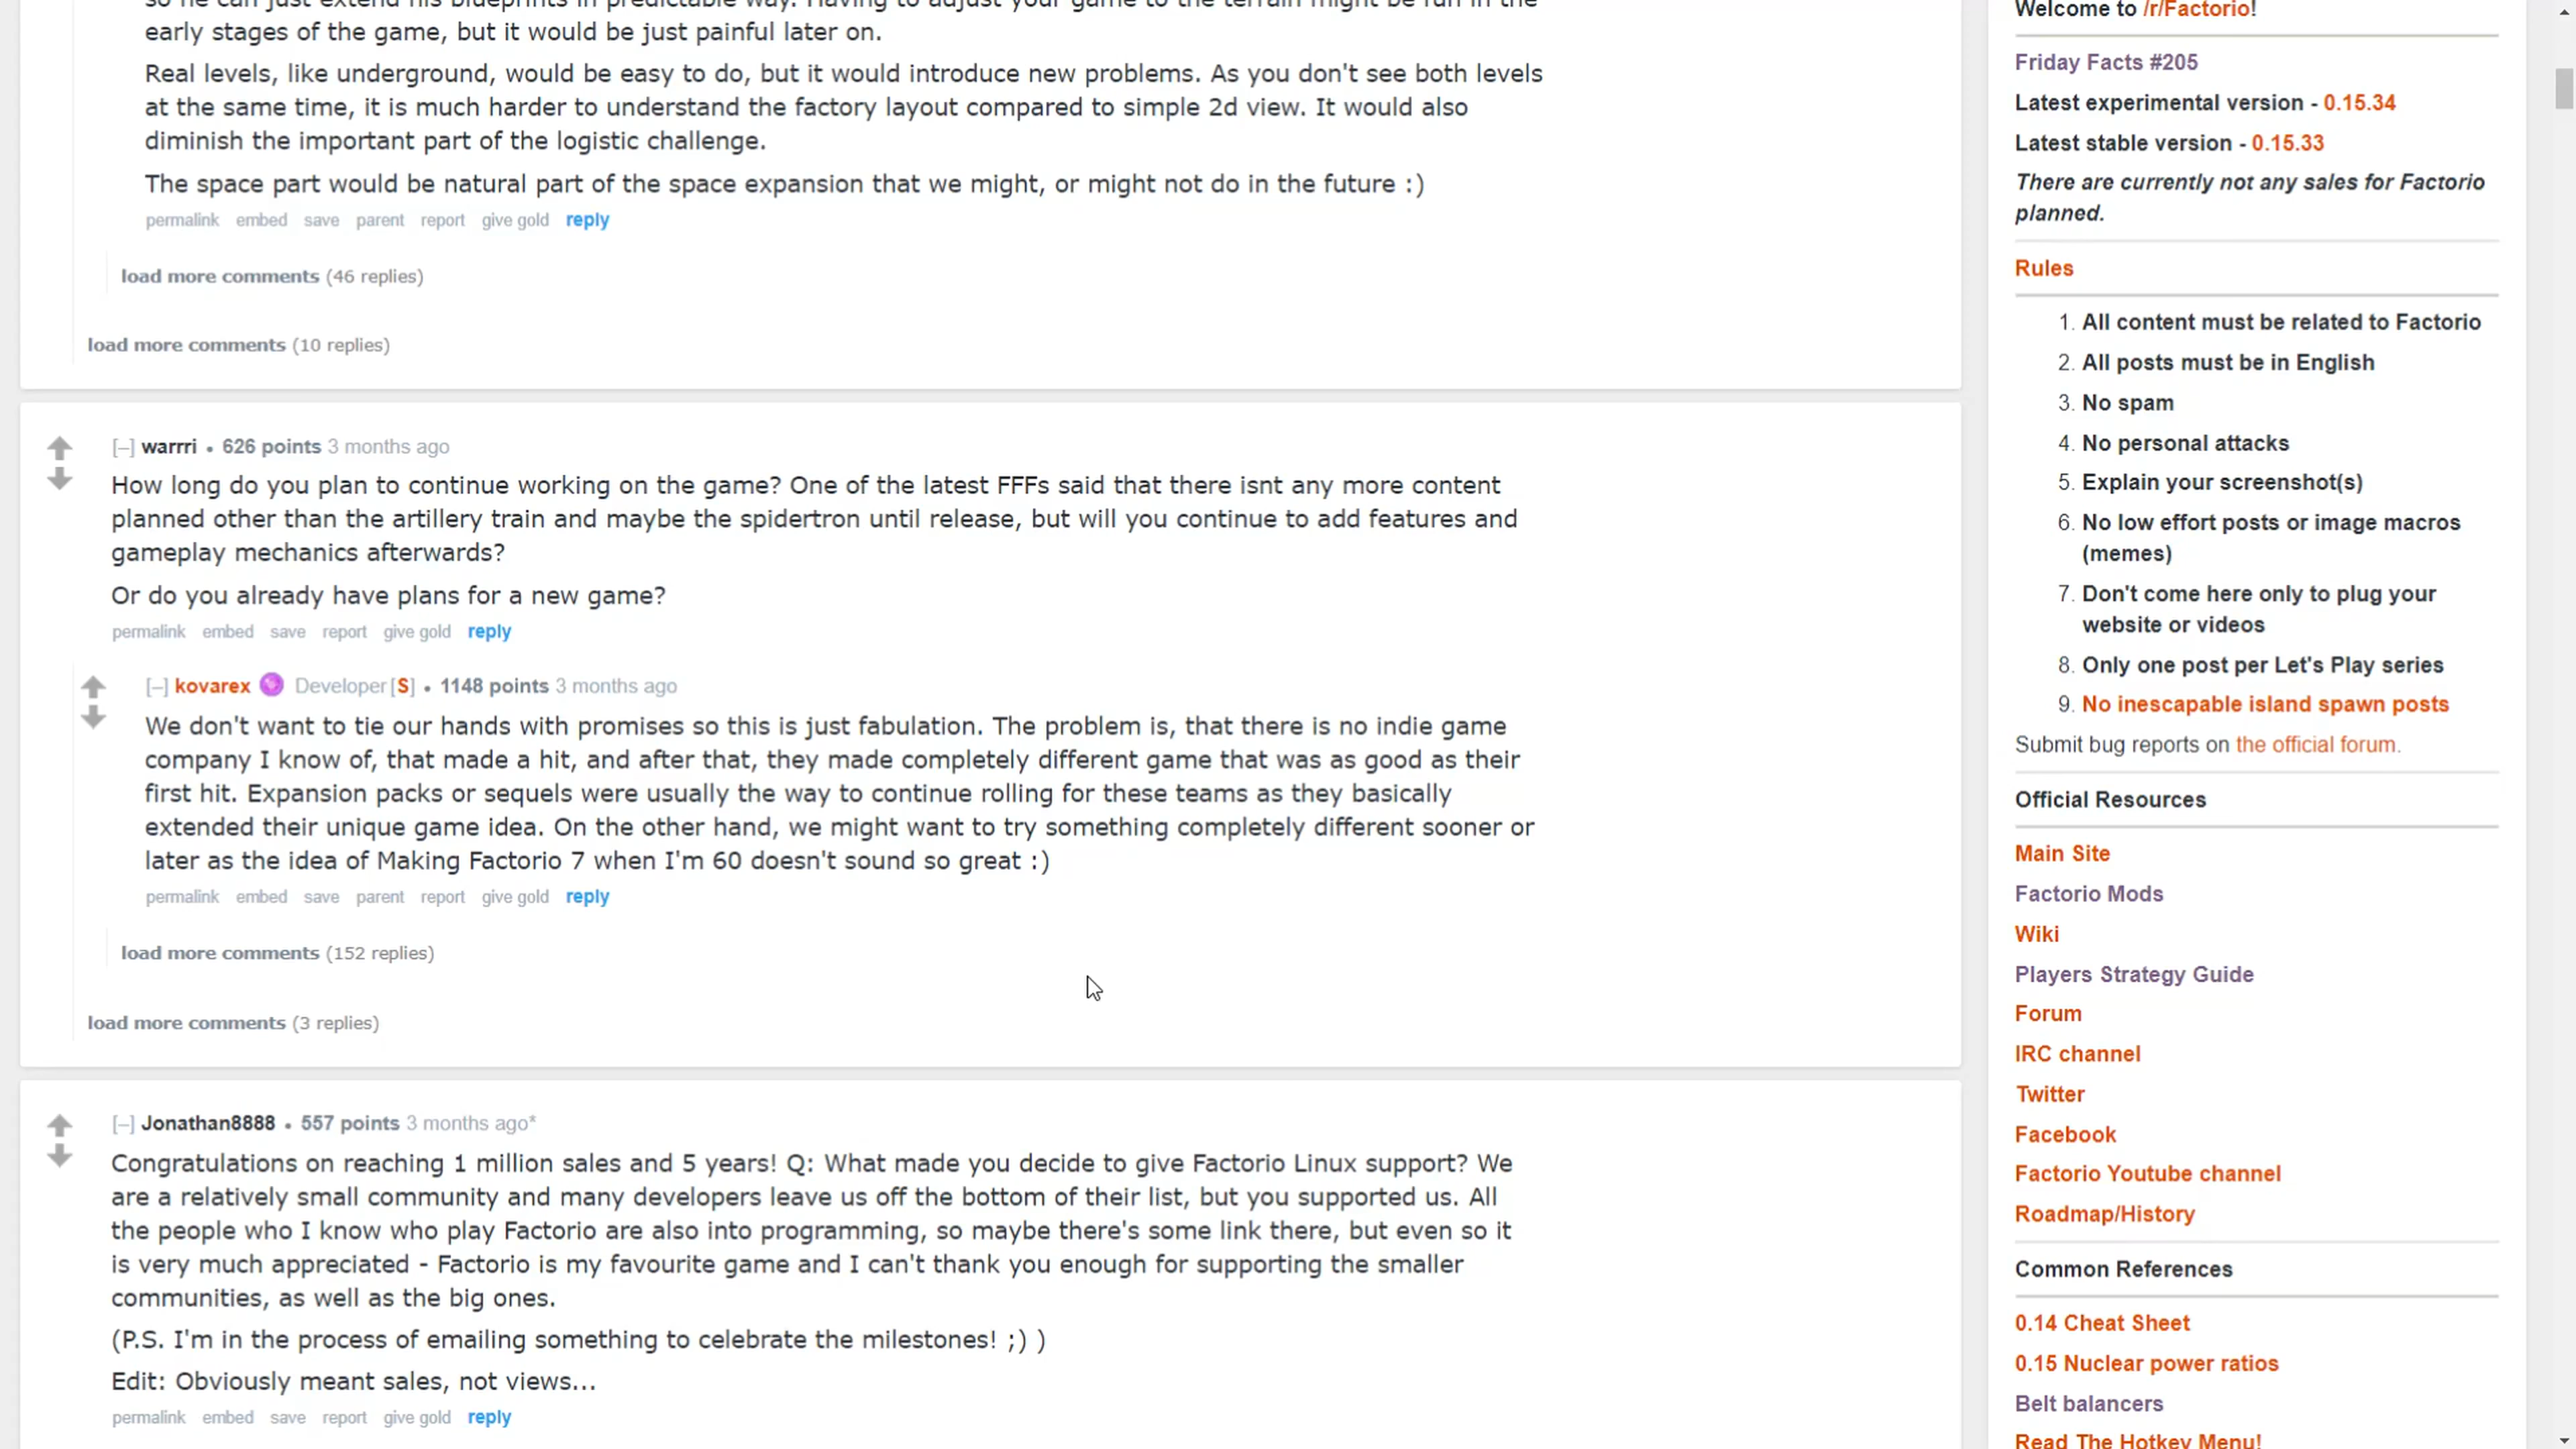 so he can just extend his blueprints in predictable way. Having to adjust your game to the terrain might be fun in the
early stages of the game, but it would be just painful later on.
Real levels, like underground, would be easy to do, but it would introduce new problems. As you don't see both levels
at the same time, it is much harder to understand the factory layout compared to simple 2d view. It would also
diminish the important part of the logistic challenge.
The space part would be natural part of the space expansion that we might, or might not do in the future :)
permalink embed save parent report give gold reply
load more comments (46 replies)
load more comments (10 replies)
[–] warrri • 626 points 3 months ago
How long do you plan to continue working on the game? One of the latest FFFs said that there isnt any more content
planned other than the artillery train and maybe the spidertron until release, but will you continue to add features and
gameplay mechanics afterwards?
Or do you already have plans for a new game?
permalink embed save report give gold reply
[–] kovarex Developer [S] • 1148 points 3 months ago
We don't want to tie our hands with promises so this is just fabulation. The problem is, that there is no indie game
company I know of, that made a hit, and after that, they made completely different game that was as good as their
first hit. Expansion packs or sequels were usually the way to continue rolling for these teams as they basically
extended their unique game idea. On the other hand, we might want to try something completely different sooner or
later as the idea of Making Factorio 7 when I'm 60 doesn't sound so great :)
permalink embed save parent report give gold reply
load more comments (152 replies)
load more comments (3 replies)
[–] Jonathan8888 • 557 points 3 months ago*
Congratulations on reaching 1 million sales and 5 years! Q: What made you decide to give Factorio Linux support? We
are a relatively small community and many developers leave us off the bottom of their list, but you supported us. All
the people who I know who play Factorio are also into programming, so maybe there's some link there, but even so it
is very much appreciated - Factorio is my favourite game and I can't thank you enough for supporting the smaller
communities, as well as the big ones.
(P.S. I'm in the process of emailing something to celebrate the milestones! ;) )
Edit: Obviously meant sales, not views...
permalink embed save report give gold reply
Welcome to /r/Factorio!
Friday Facts #205
Latest experimental version - 0.15.34
Latest stable version - 0.15.33
There are currently not any sales for Factorio
planned.
Rules
1. All content must be related to Factorio
2. All posts must be in English
3. No spam
4. No personal attacks
5. Explain your screenshot(s)
6. No low effort posts or image macros
(memes)
7. Don't come here only to plug your
website or videos
8. Only one post per Let's Play series
9. No inescapable island spawn posts
Submit bug reports on the official forum.
Official Resources
Main Site
Factorio Mods
Wiki
Players Strategy Guide
Forum
IRC channel
Twitter
Facebook
Factorio Youtube channel
Roadmap/History
Common References
0.14 Cheat Sheet
0.15 Nuclear power ratios
Belt balancers
Read The Hotkey Menu!